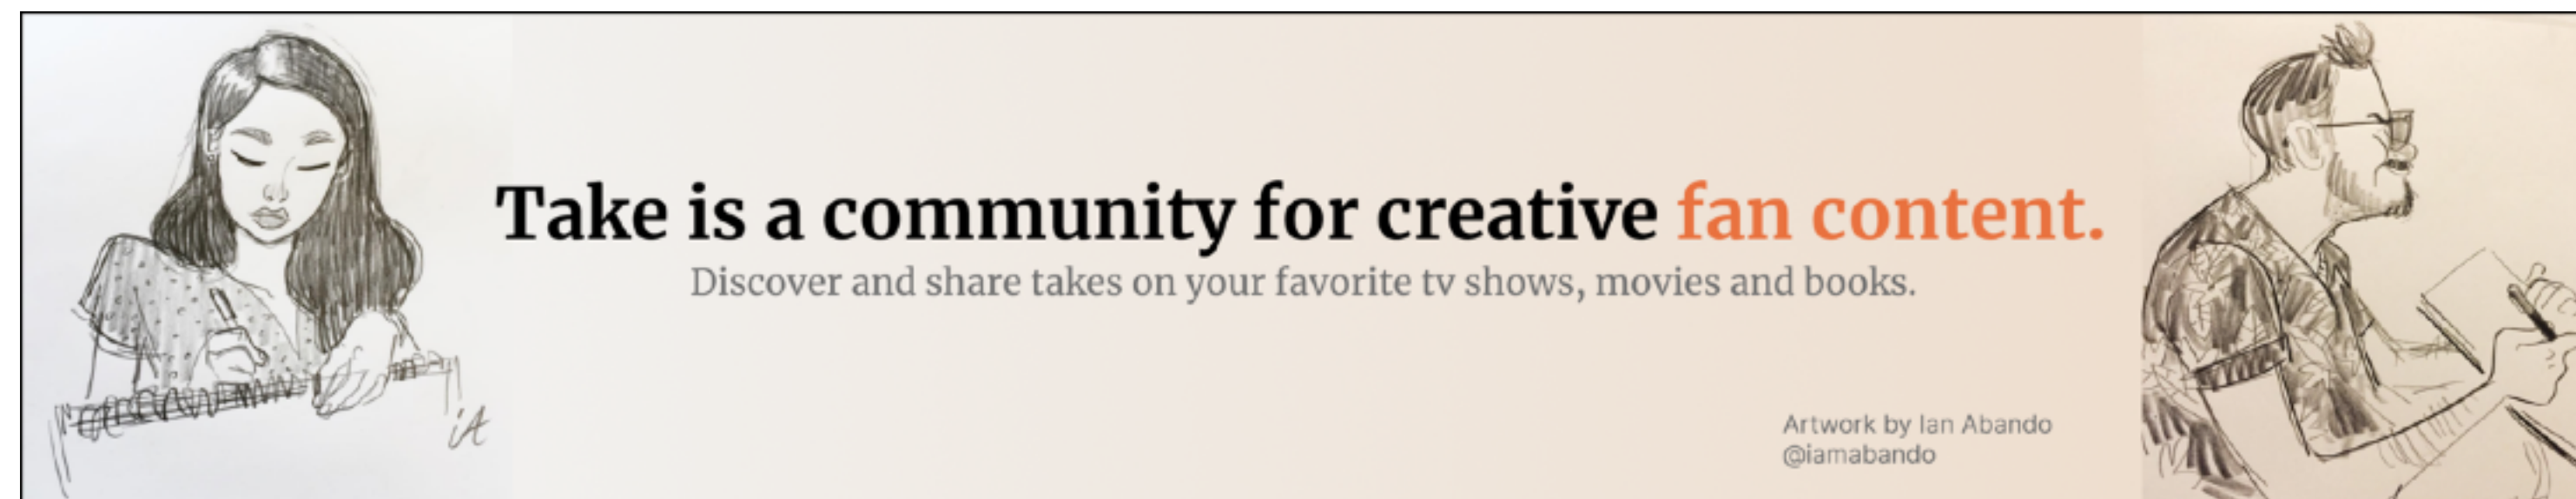 Take is a community for creative fan content.
Discover and share takes on your favorite tv shows, movies and books.
iA
Artwork by Ian Abando
@iamabando